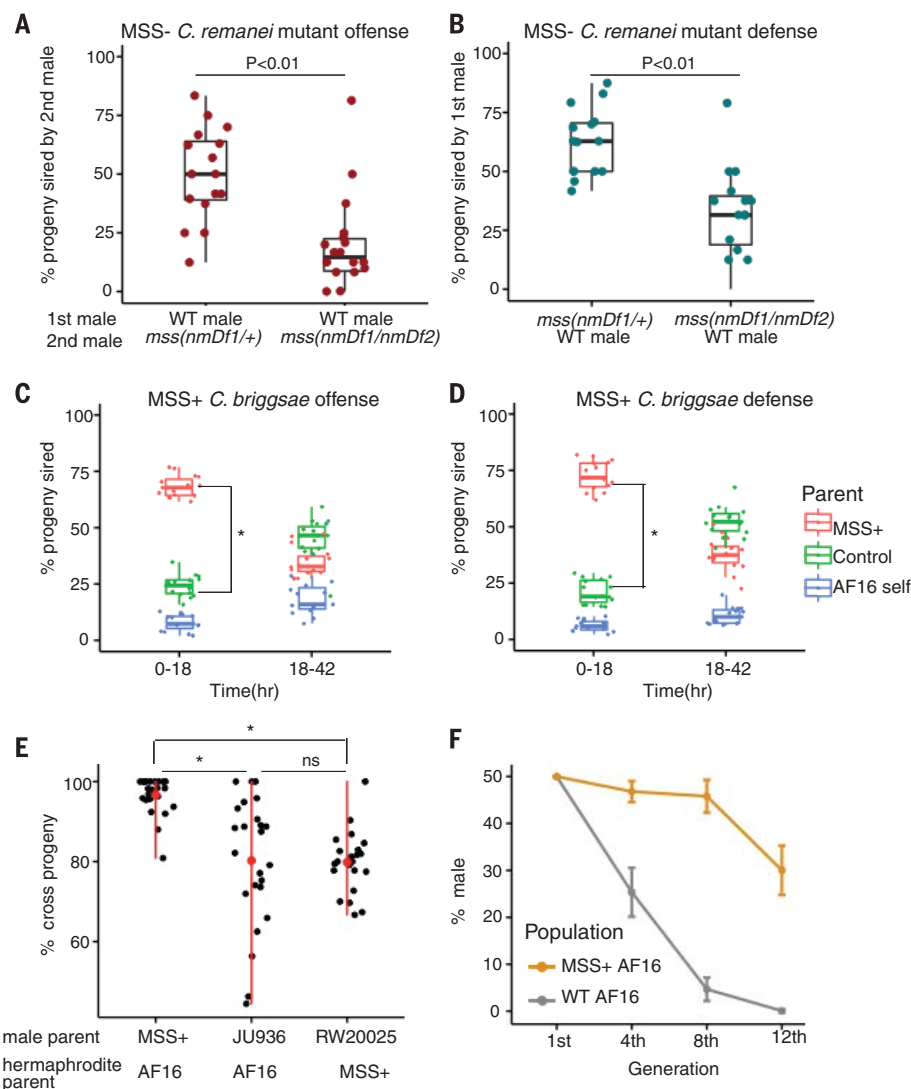 A
MSS- C. remanei mutant offense
P<0.01
% progeny sired by 2nd male
100
75
50
25
0
1st male
2nd male
WT male
mss(nmDf1/+)
WT male
mss(nmDf1/nmDf2)
B
MSS- C. remanei mutant defense
P<0.01
% progeny sired by 1st male
100
75
50
25
0
mss(nmDf1/+)
WT male
mss(nmDf1/nmDf2)
WT male
C
MSS+ C. briggsae offense
% progeny sired
100
75
50
25
0
*
0-18
18-42
Time(hr)
D
MSS+ C. briggsae defense
% progeny sired
100
75
50
25
0
*
0-18
18-42
Time(hr)
Parent
MSS+
Control
AF16 self
E
*
*
ns
% cross progeny
100
80
60
male parent
MSS+
JU936
RW20025
hermaphrodite
parent
AF16
AF16
MSS+
F
% male
50
40
30
20
10
0
Population
MSS+ AF16
WT AF16
1st
4th
8th
12th
Generation